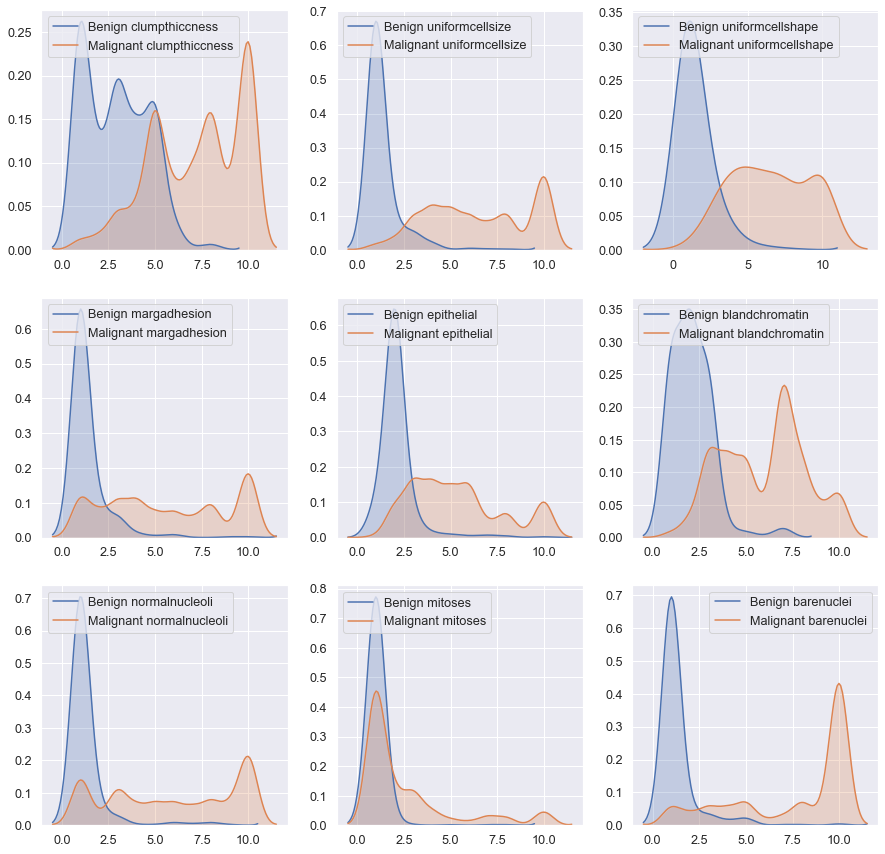 Benign clumpthiccness
Malignant clumpthiccness
0.25
0.20
0.15
0.10
0.05
0.00
0.0 2.5 5.0 7.5 10.0
Benign uniformcellsize
Malignant uniformcellsize
0.7
0.6
0.5
0.4
0.3
0.2
0.1
0.0
0.0 2.5 5.0 7.5 10.0
Benign uniformcellshape
Malignant uniformcellshape
0.35
0.30
0.25
0.20
0.15
0.10
0.05
0.00
0 5 10
Benign margadhesion
Malignant margadhesion
0.6
0.5
0.4
0.3
0.2
0.1
0.0
0.0 2.5 5.0 7.5 10.0
Benign epithelial
Malignant epithelial
0.6
0.5
0.4
0.3
0.2
0.1
0.0
0.0 2.5 5.0 7.5 10.0
Benign blandchromatin
Malignant blandchromatin
0.35
0.30
0.25
0.20
0.15
0.10
0.05
0.00
0.0 2.5 5.0 7.5 10.0
Benign normalnucleoli
Malignant normalnucleoli
0.7
0.6
0.5
0.4
0.3
0.2
0.1
0.0
0.0 2.5 5.0 7.5 10.0
Benign mitoses
Malignant mitoses
0.8
0.7
0.6
0.5
0.4
0.3
0.2
0.1
0.0
0.0 2.5 5.0 7.5 10.0
Benign barenuclei
Malignant barenuclei
0.7
0.6
0.5
0.4
0.3
0.2
0.1
0.0
0.0 2.5 5.0 7.5 10.0